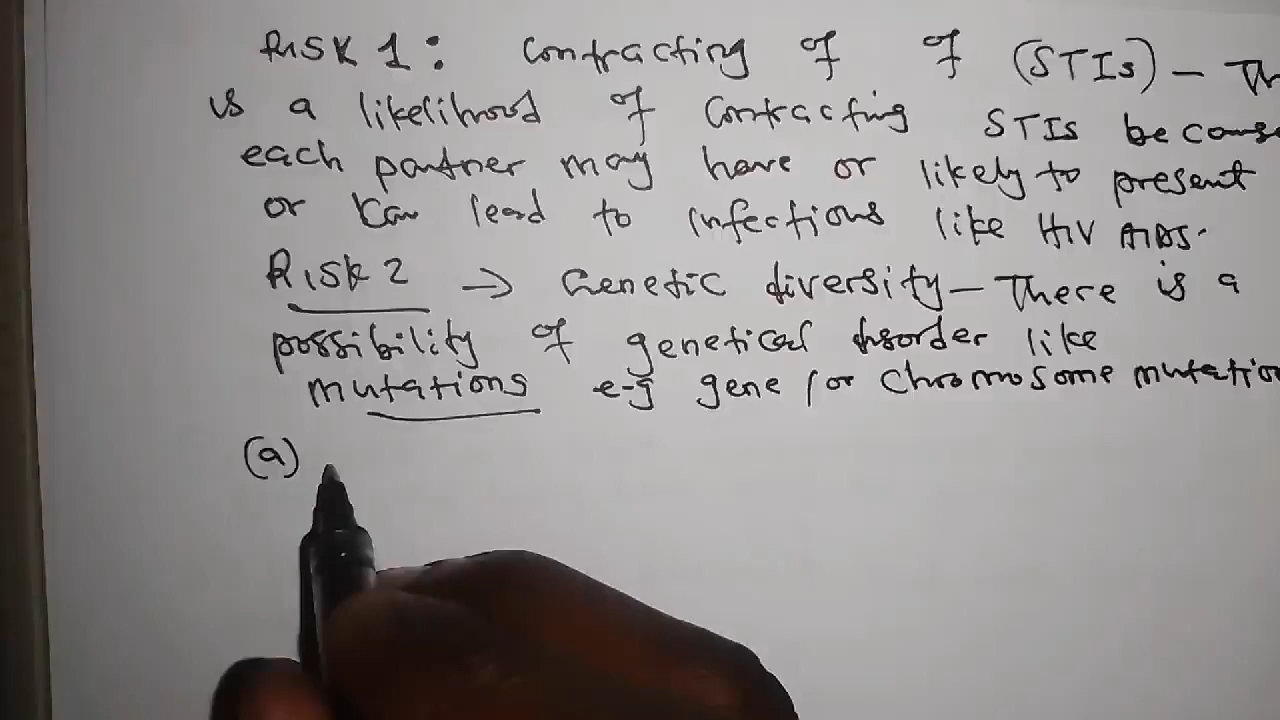 RISK 1: Contracting of of (STIs) – Th
is a likelihood of contracting STIs becaus
each partner may have or likely to present
or can lead to infections like HIV AIDS.
RISK 2 → Genetic diversity – There is a
possibility of genetical disorder like
mutations e-g gene / or chromosome mutation
(a)